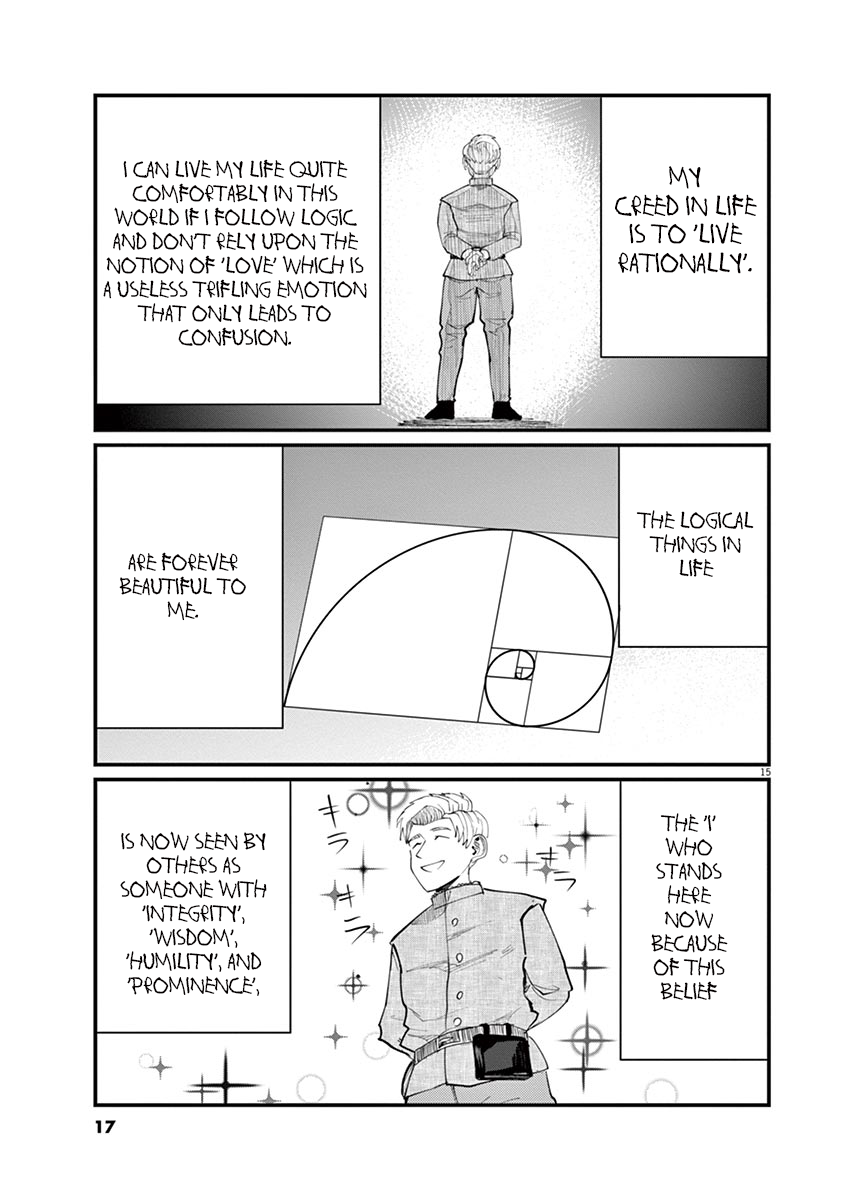 MY
CREED IN LIFE
IS TO 'LIVE
RATIONALLY'.
I CAN LIVE MY LIFE QUITE
COMFORTABLY IN THIS
WORLD IF I FOLLOW LOGIC
AND DON'T RELY UPON THE
NOTION OF 'LOVE' WHICH IS
A USELESS TRIFLING EMOTION
THAT ONLY LEADS TO
CONFUSION.
THE LOGICAL
THINGS IN
LIFE
ARE FOREVER
BEAUTIFUL TO
ME.
15
THE 'I'
WHO
STANDS
HERE
NOW
BECAUSE
OF THIS
BELIEF
キラ
キラ
IS NOW SEEN BY
OTHERS AS
SOMEONE WITH
'INTEGRITY',
'WISDOM',
'HUMILITY', AND
'PROMINENCE',
17